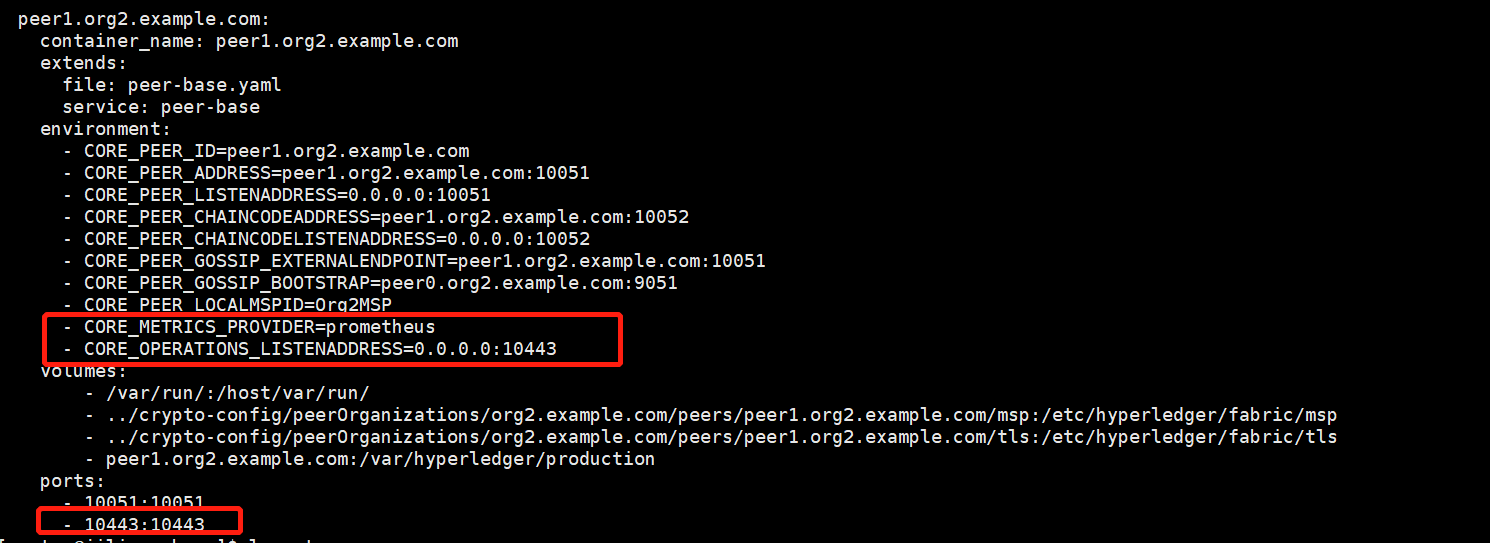 peer1.org2.example.com:
container_name: peer1.org2.example.com
extends:
file: peer-base.yaml
service: peer-base
environment:
- CORE_PEER_ID=peer1.org2.example.com
- CORE_PEER_ADDRESS=peer1.org2.example.com:10051
- CORE_PEER_LISTENADDRESS=0.0.0.0:10051
- CORE_PEER_CHAINCODEADDRESS=peer1.org2.example.com:10052
- CORE_PEER_CHAINCODELISTENADDRESS=0.0.0.0:10052
- CORE_PEER_GOSSIP_EXTERNALENDPOINT=peer1.org2.example.com:10051
- CORE_PEER_GOSSIP_BOOTSTRAP=peer0.org2.example.com:9051
- CORE_PEER_LOCALMSPID=Org2MSP
- CORE_METRICS_PROVIDER=prometheus
- CORE_OPERATIONS_LISTENADDRESS=0.0.0.0:10443
volumes:
- /var/run/:/host/var/run/
- ../crypto-config/peerOrganizations/org2.example.com/peers/peer1.org2.example.com/msp:/etc/hyperledger/fabric/msp
- ../crypto-config/peerOrganizations/org2.example.com/peers/peer1.org2.example.com/tls:/etc/hyperledger/fabric/tls
- peer1.org2.example.com:/var/hyperledger/production
ports:
- 10051:10051
- 10443:10443